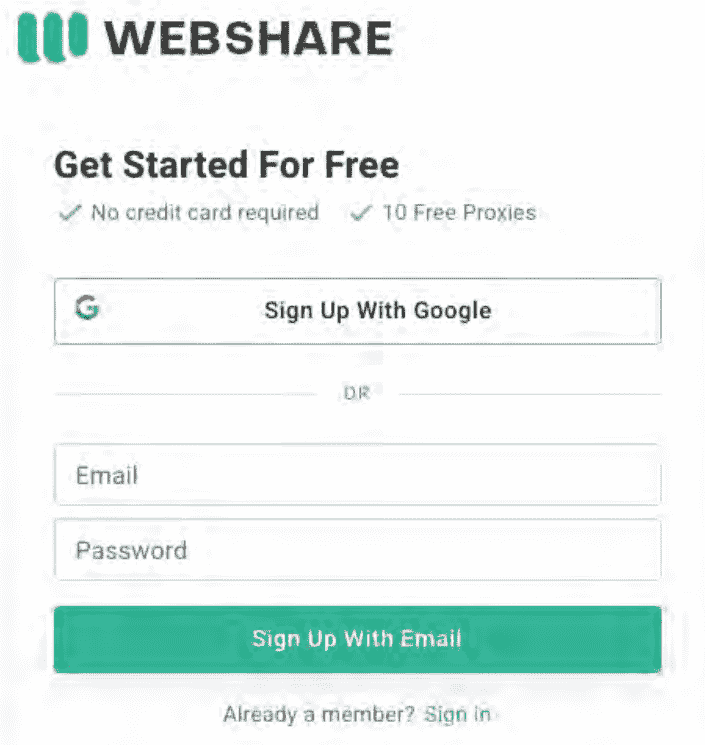 WEBSHARE
Get Started For Free
No credit card required 10 Free Proxies
Sign Up With Google
OR
Email
Password
Sign Up With Email
Already a member? Sign in